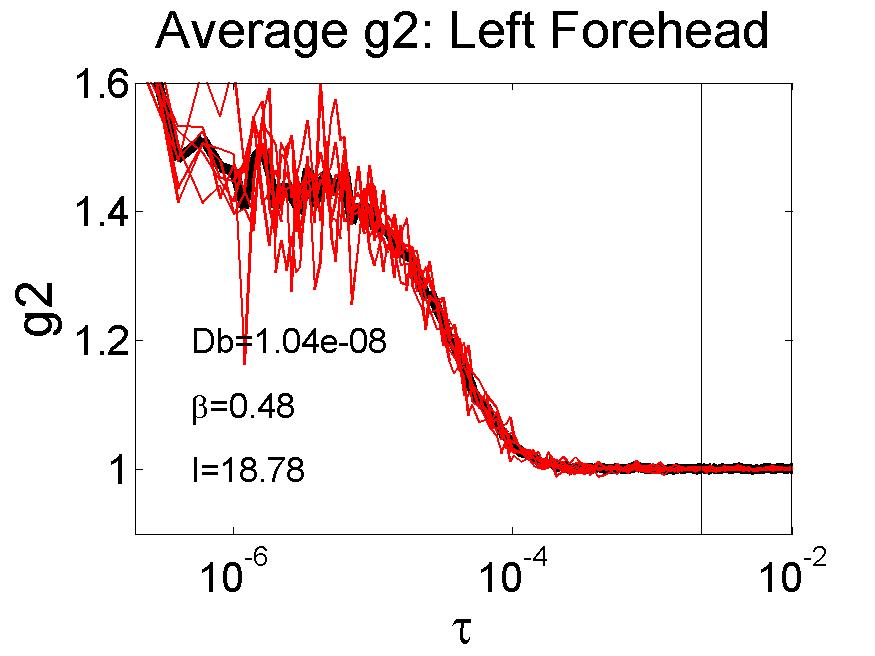 Average g2: Left Forehead
1.6
1.4
1.2
1
g2
Db=1.04e-08
β=0.48
I=18.78
10^-6
10^-4
10^-2
τ